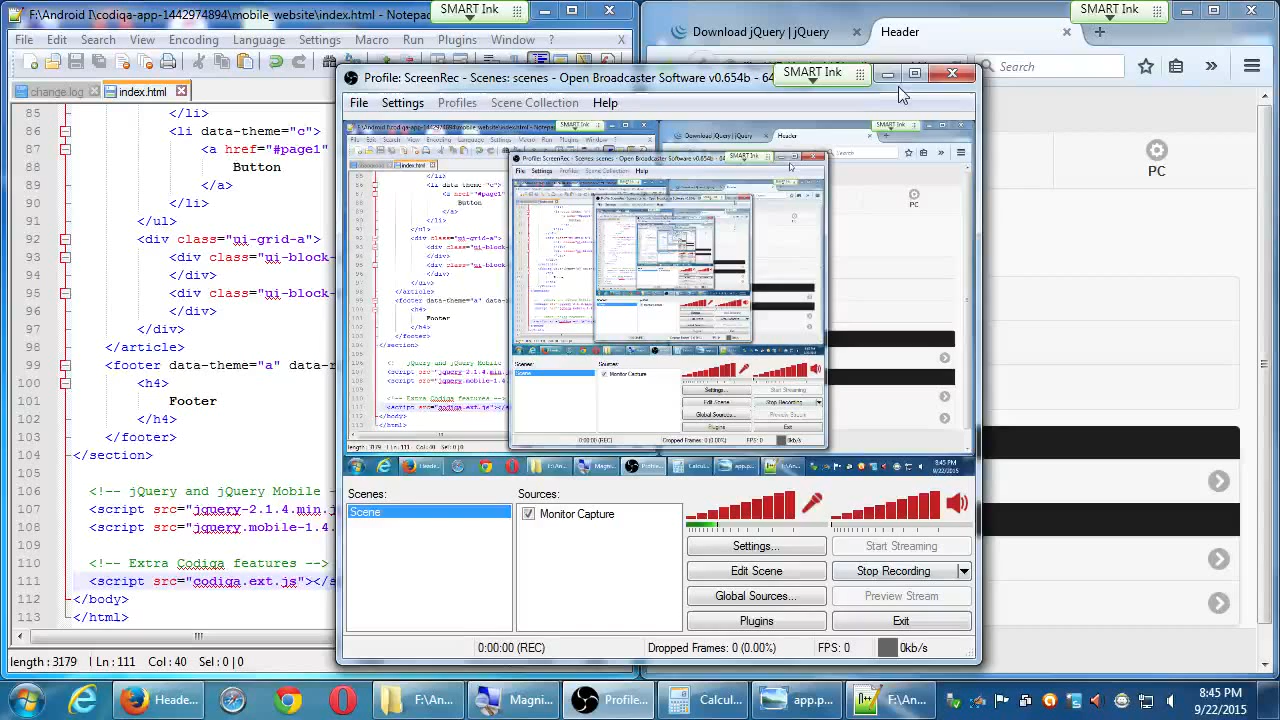 F:\Android I\codiqa-app-1442974894\mobile_website\index.html - Notepad
SMART Ink
File Edit Search View Encoding Language Settings Macro Run Plugins Window ? X
change.log index.html
85 </li>
86 <li data-theme="c">
87 <a href="#page1"
88 Button
89 </a>
90 </li>
91 </ul>
92 <div class="ui-grid-a">
93 <div class="ui-block-
94 </div>
95 <div class="ui-block-
96 </div>
97 </div>
98 </article>
99 <footer data-theme="a" data-r
100 <h4>
101 Footer
102 </h4>
103 </footer>
104 </section>
105
106 <!-- jQuery and jQuery Mobile -
107 <script src="jquery-2.1.4.min.j
108 <script src="jquery.mobile-1.4.
109
110 <!-- Extra Codiqa features -->
111 <script src="codiqa.ext.js"></s
112 </body>
113 </html>
length : 3179 Ln : 111 Col : 40 Sel : 0 | 0
SMART Ink
Download jQuery | jQuery Header
Search
PC
Profile: ScreenRec - Scenes: scenes - Open Broadcaster Software v0.654b - 64
SMART Ink
File Settings Profiles Scene Collection Help
Scenes:
Scene
Sources:
Monitor Capture
Settings...
Start Streaming
Edit Scene
Stop Recording
Global Sources...
Preview Stream
Plugins
Exit
0:00:00 (REC) Dropped Frames: 0 (0.00%) FPS: 0 0kb/s
Heade... F:\An... Magni... Profile... Calcul... app.p... F:\An...
8:45 PM
9/22/2015